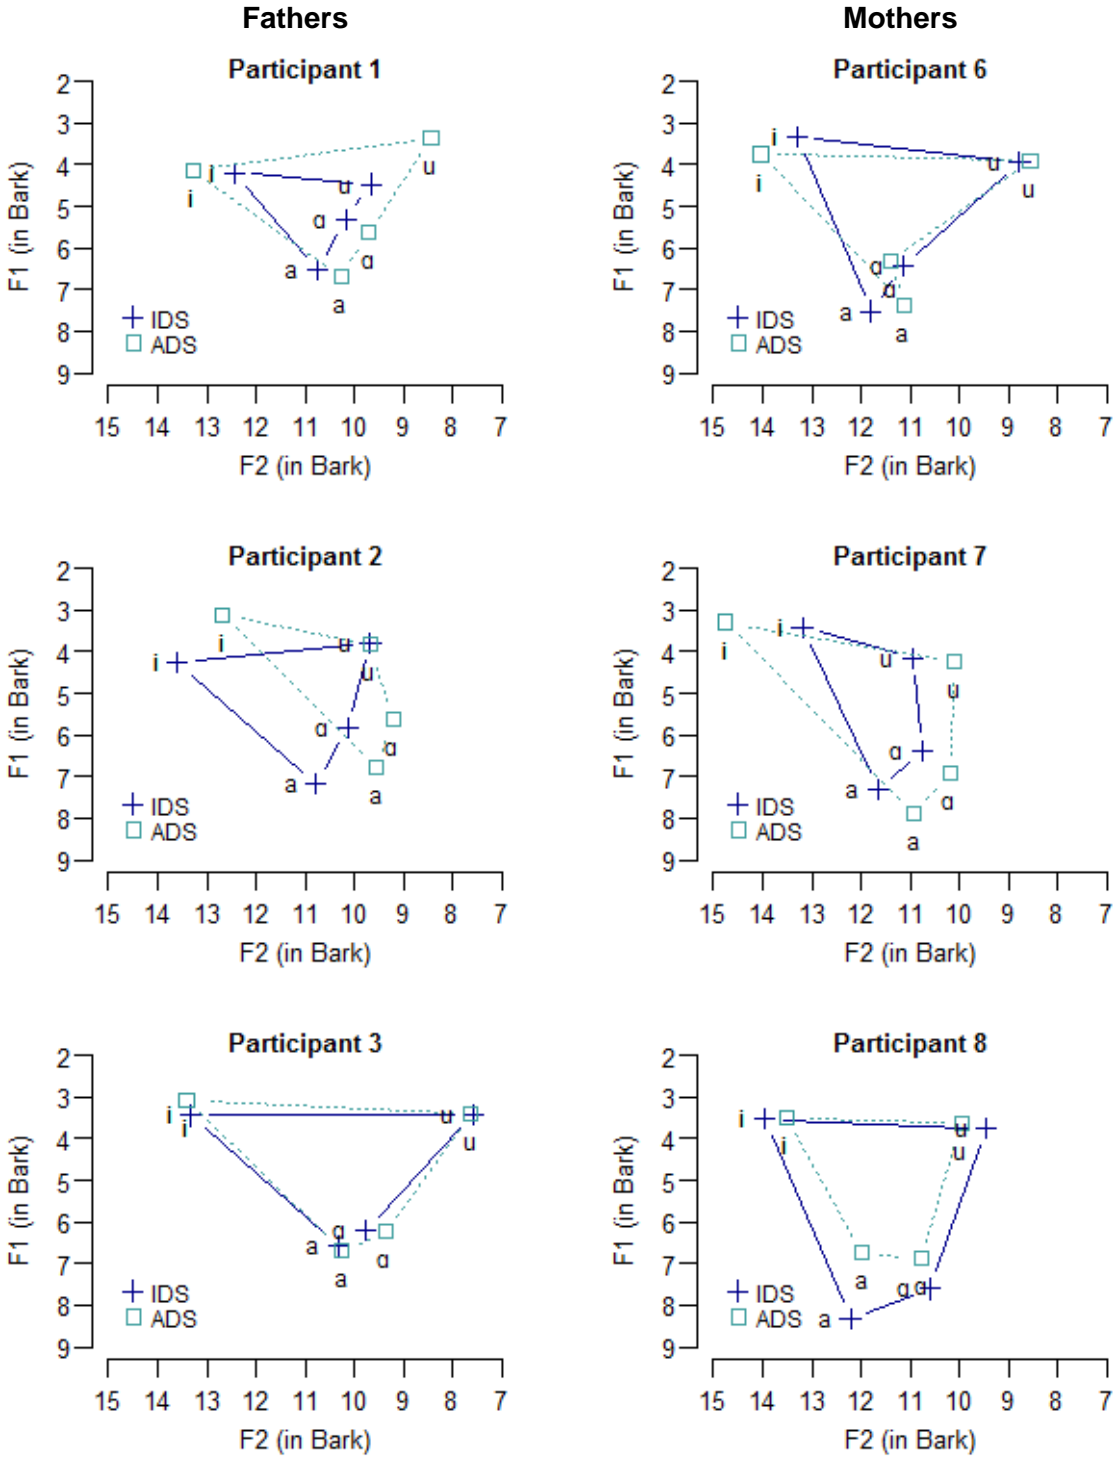 Fathers Mothers
Participant 1
2
3
4
5
6
7
8
9
F1 (in Bark)
i
i
u
u
ɑ
ɑ
a
a
IDS
ADS
15 14 13 12 11 10 9 8 7
F2 (in Bark)
Participant 6
2
3
4
5
6
7
8
9
F1 (in Bark)
i
i
u
u
ɑ
ɑ
a
a
IDS
ADS
15 14 13 12 11 10 9 8 7
F2 (in Bark)
Participant 2
2
3
4
5
6
7
8
9
F1 (in Bark)
i
i
u
u
ɑ
ɑ
a
a
IDS
ADS
15 14 13 12 11 10 9 8 7
F2 (in Bark)
Participant 7
2
3
4
5
6
7
8
9
F1 (in Bark)
i
i
u
u
ɑ
ɑ
a
a
IDS
ADS
15 14 13 12 11 10 9 8 7
F2 (in Bark)
Participant 3
2
3
4
5
6
7
8
9
F1 (in Bark)
i
i
u
u
ɑ
ɑ
a
a
IDS
ADS
15 14 13 12 11 10 9 8 7
F2 (in Bark)
Participant 8
2
3
4
5
6
7
8
9
F1 (in Bark)
i
i
u
u
a
ɑ
ɑ
a
IDS
ADS
15 14 13 12 11 10 9 8 7
F2 (in Bark)